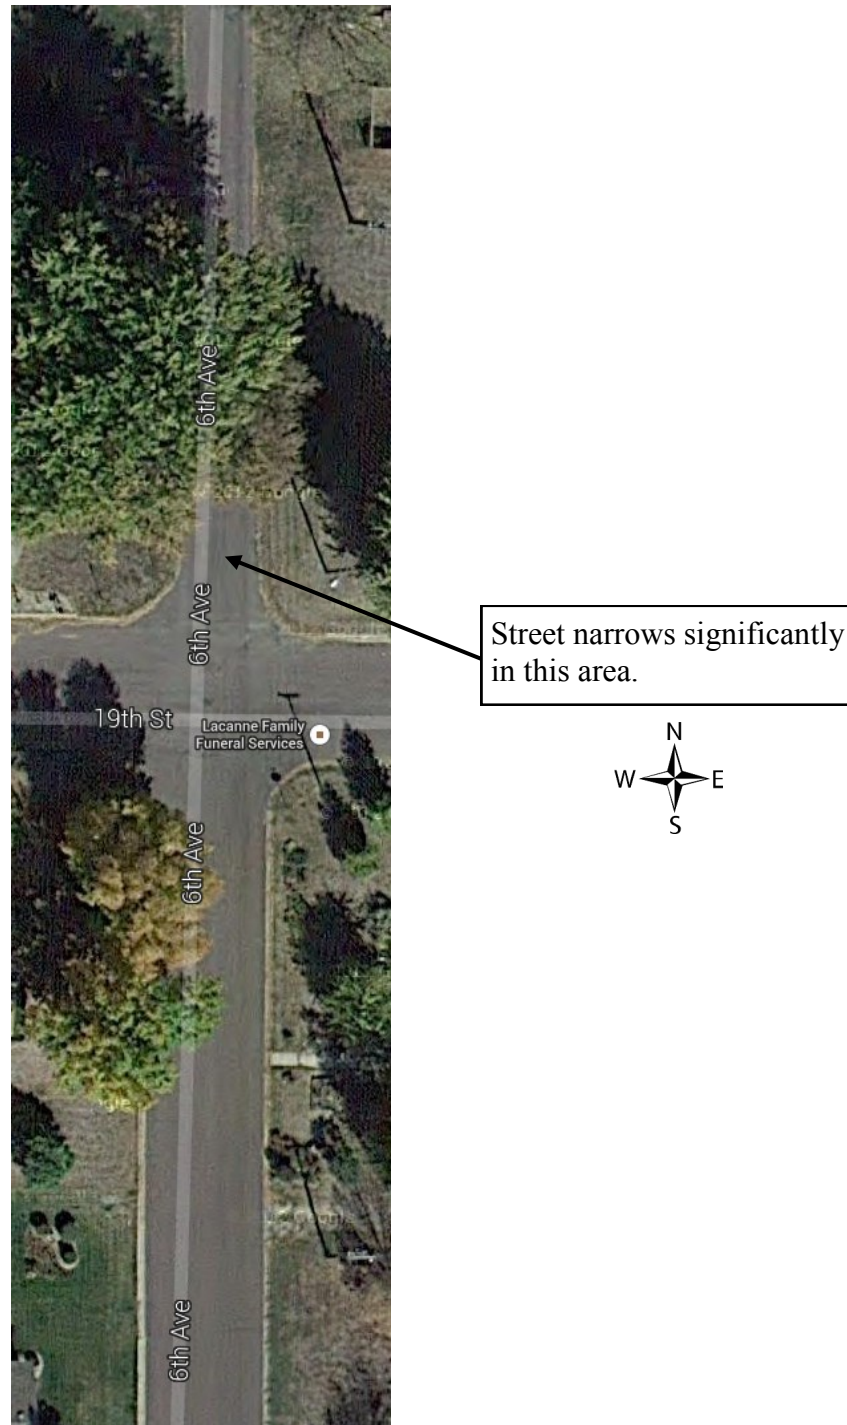 6th Ave
6th Ave
Street narrows significantly
in this area.
N
W E
S
19th St
Lacanne Family
Funeral Services
6th Ave
6th Ave